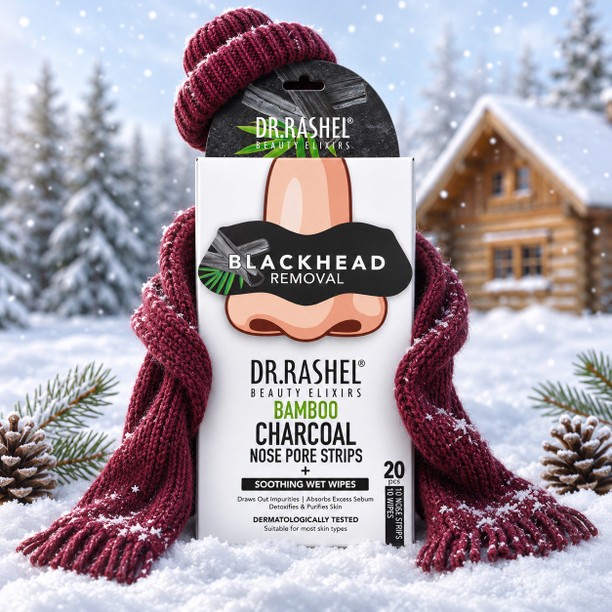 DR.RASHEL®
BEAUTY ELIXIRS
BLACKHEAD
REMOVAL
DR.RASHEL®
BEAUTY ELIXIRS
BAMBOO
CHARCOAL
NOSE PORE STRIPS
+
SOOTHING WET WIPES
Draws Out Impurities | Absorbs Excess Sebum
Detoxifies & Purifies Skin
DERMATOLOGICALLY TESTED
Suitable for most skin types
20
pcs
10 NOSE STRIPS
10 WIPES